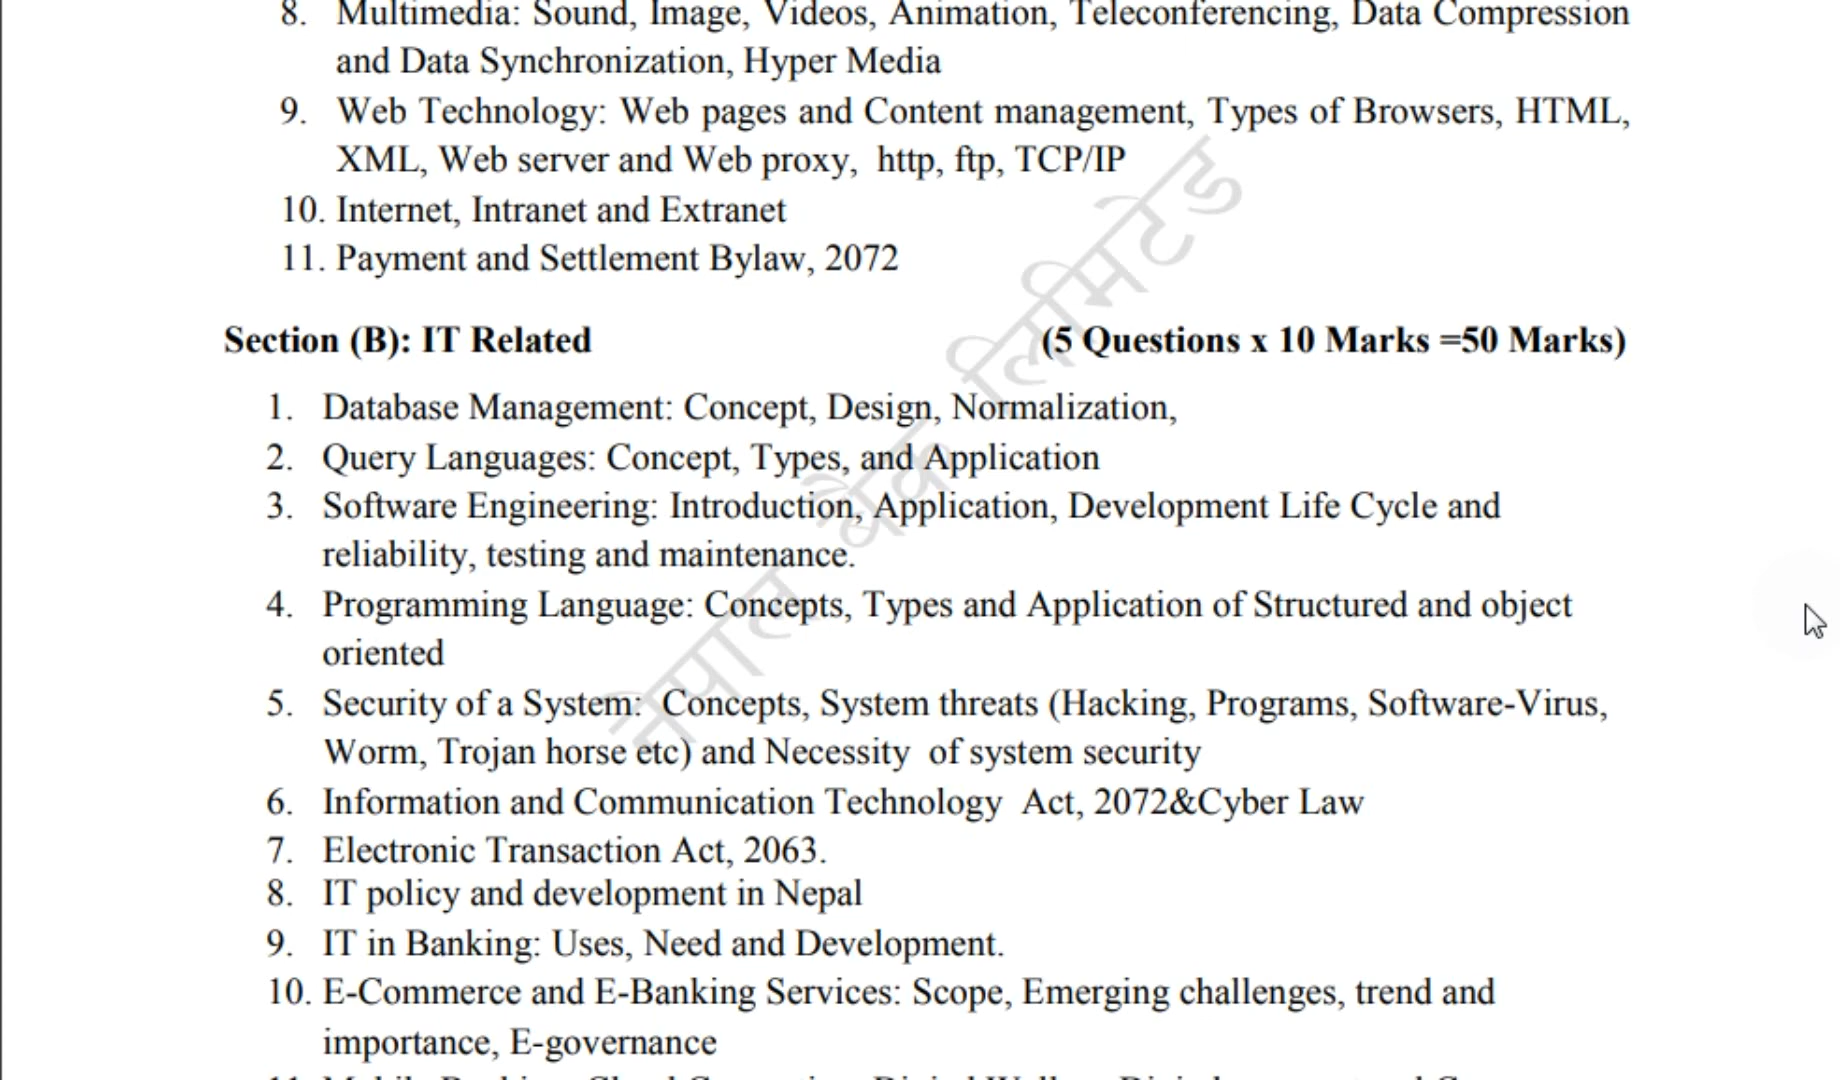 8. Multimedia: Sound, Image, Videos, Animation, Teleconferencing, Data Compression
and Data Synchronization, Hyper Media
9. Web Technology: Web pages and Content management, Types of Browsers, HTML,
XML, Web server and Web proxy, http, ftp, TCP/IP
10. Internet, Intranet and Extranet
11. Payment and Settlement Bylaw, 2072
नेपाल बैंक लिमिटेड
Section (B): IT Related (5 Questions x 10 Marks =50 Marks)
1. Database Management: Concept, Design, Normalization,
2. Query Languages: Concept, Types, and Application
3. Software Engineering: Introduction, Application, Development Life Cycle and
reliability, testing and maintenance.
4. Programming Language: Concepts, Types and Application of Structured and object
oriented
5. Security of a System: Concepts, System threats (Hacking, Programs, Software-Virus,
Worm, Trojan horse etc) and Necessity of system security
6. Information and Communication Technology Act, 2072&Cyber Law
7. Electronic Transaction Act, 2063.
8. IT policy and development in Nepal
9. IT in Banking: Uses, Need and Development.
10. E-Commerce and E-Banking Services: Scope, Emerging challenges, trend and
importance, E-governance